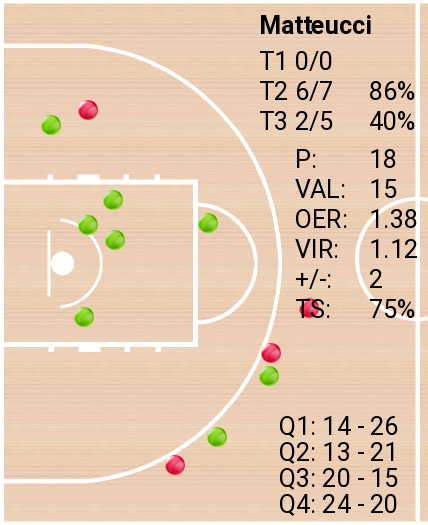 Matteucci
T1 0/0
T2 6/7 86%
T3 2/5 40%
P: 18
VAL: 15
OER: 1.38
VIR: 1.12
+/-: 2
TS: 75%
Q1: 14 - 26
Q2: 13 - 21
Q3: 20 - 15
Q4: 24 - 20